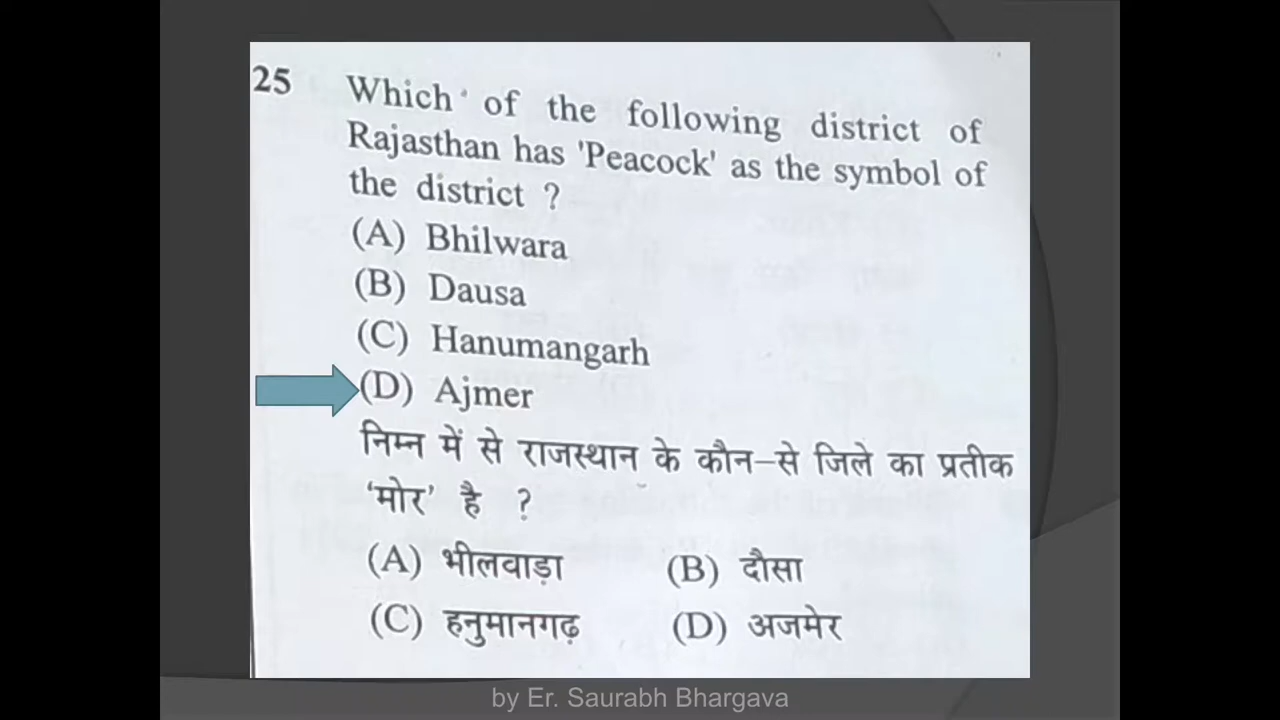 25 Which of the following district of
Rajasthan has 'Peacock' as the symbol of
the district ?
(A) Bhilwara
(B) Dausa
(C) Hanumangarh
(D) Ajmer
निम्न में से राजस्थान के कौन–से जिले का प्रतीक
‘मोर’ है ?
(A) भीलवाड़ा (B) दौसा
(C) हनुमानगढ़ (D) अजमेर
by Er. Saurabh Bhargava